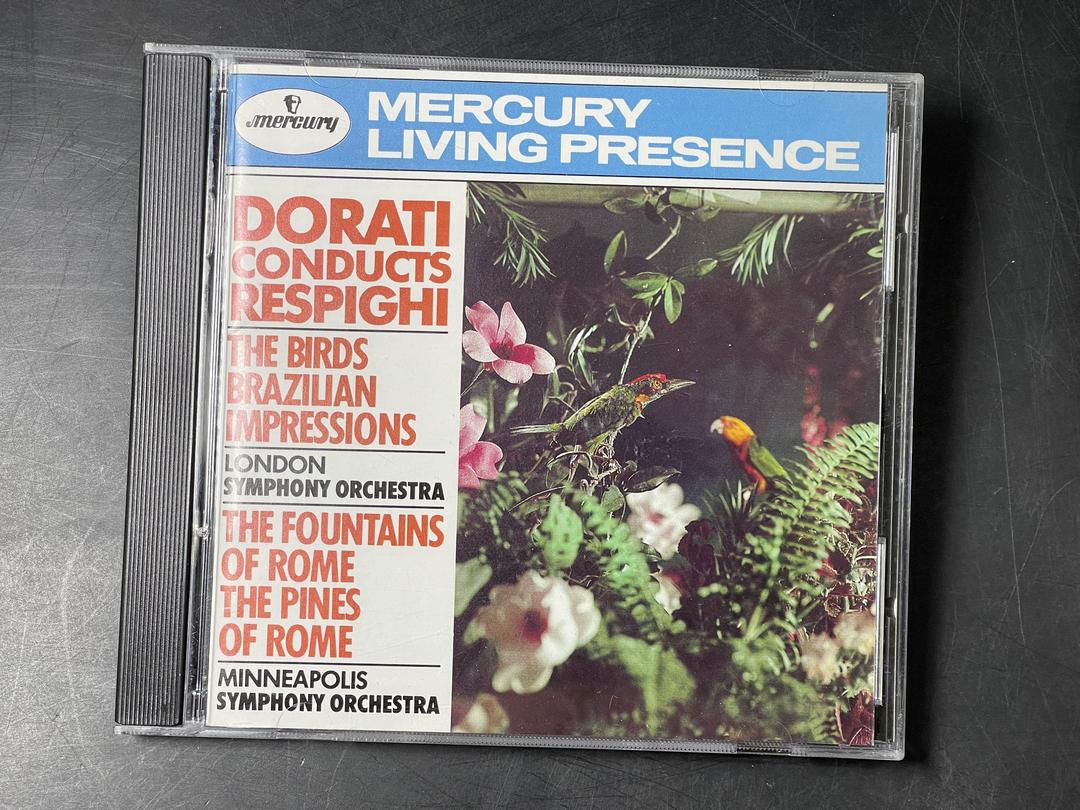 mercury
MERCURY
LIVING PRESENCE
DORATI
CONDUCTS
RESPIGHI
THE BIRDS
BRAZILIAN
IMPRESSIONS
LONDON
SYMPHONY ORCHESTRA
THE FOUNTAINS
OF ROME
THE PINES
OF ROME
MINNEAPOLIS
SYMPHONY ORCHESTRA